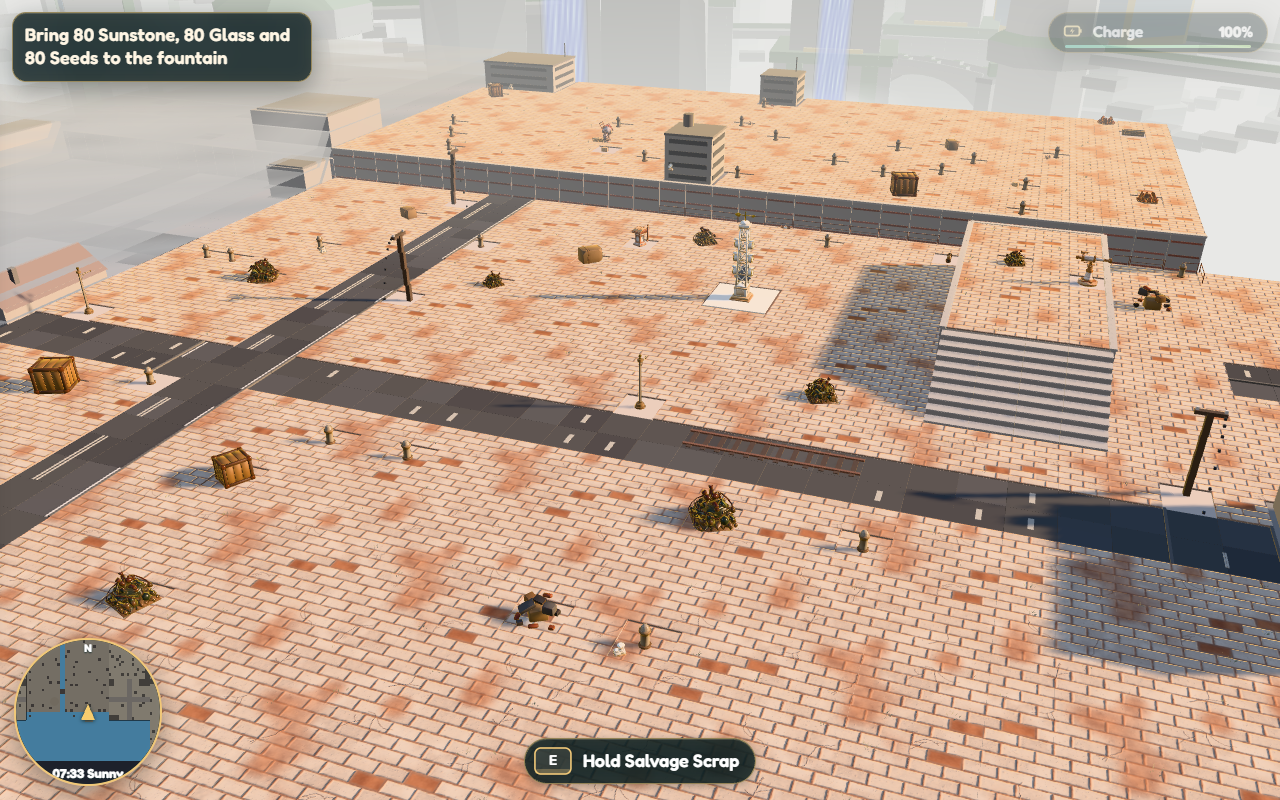 Bring 80 Sunstone, 80 Glass and
80 Seeds to the fountain
Charge 100%
N
07:33 Sunny
E Hold Salvage Scrap